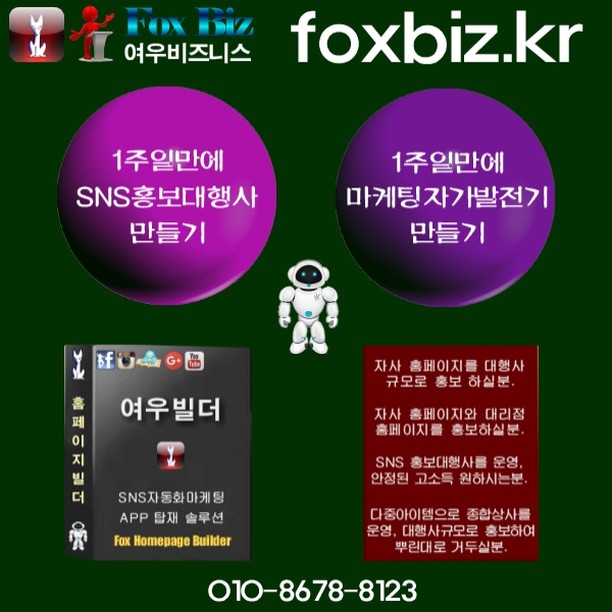 Fox Biz
여우비즈니스
foxbiz.kr
1주일만에
SNS홍보대행사
만들기
1주일만에
마케팅자가발전기
만들기
홈페이지빌더
You
Tube
G+
f
여우빌더
SNS자동화마케팅
APP 탑재 솔루션
Fox Homepage Builder
자사 홈페이지를 대행사
규모로 홍보 하실분.
자사 홈페이지와 대리점
홈페이지를 홍보하실분.
SNS 홍보대행사를 운영,
안정된 고소득 원하시는분.
다중아이템으로 종합상사를
운영, 대행사규모로 홍보하여
뿌린대로 거두실분.
010-8678-8123